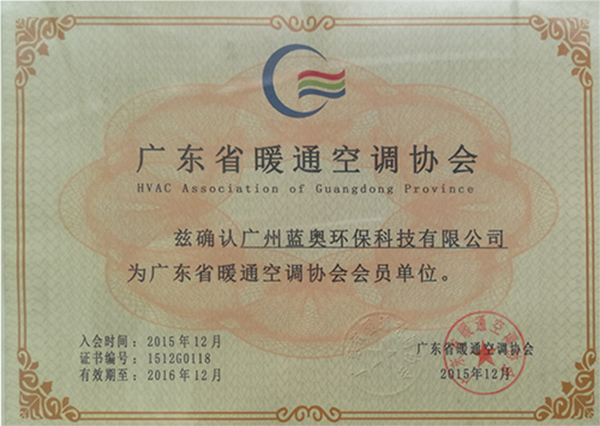 广东省暖通空调协会
HVAC Association of Guangdong Province
兹确认广州蓝奥环保科技有限公司
为广东省暖通空调协会会员单位。
入会时间：2015年12月
证书编号：1512G0118
有效期至：2016年12月
广东省暖通空调协会
2015年12月